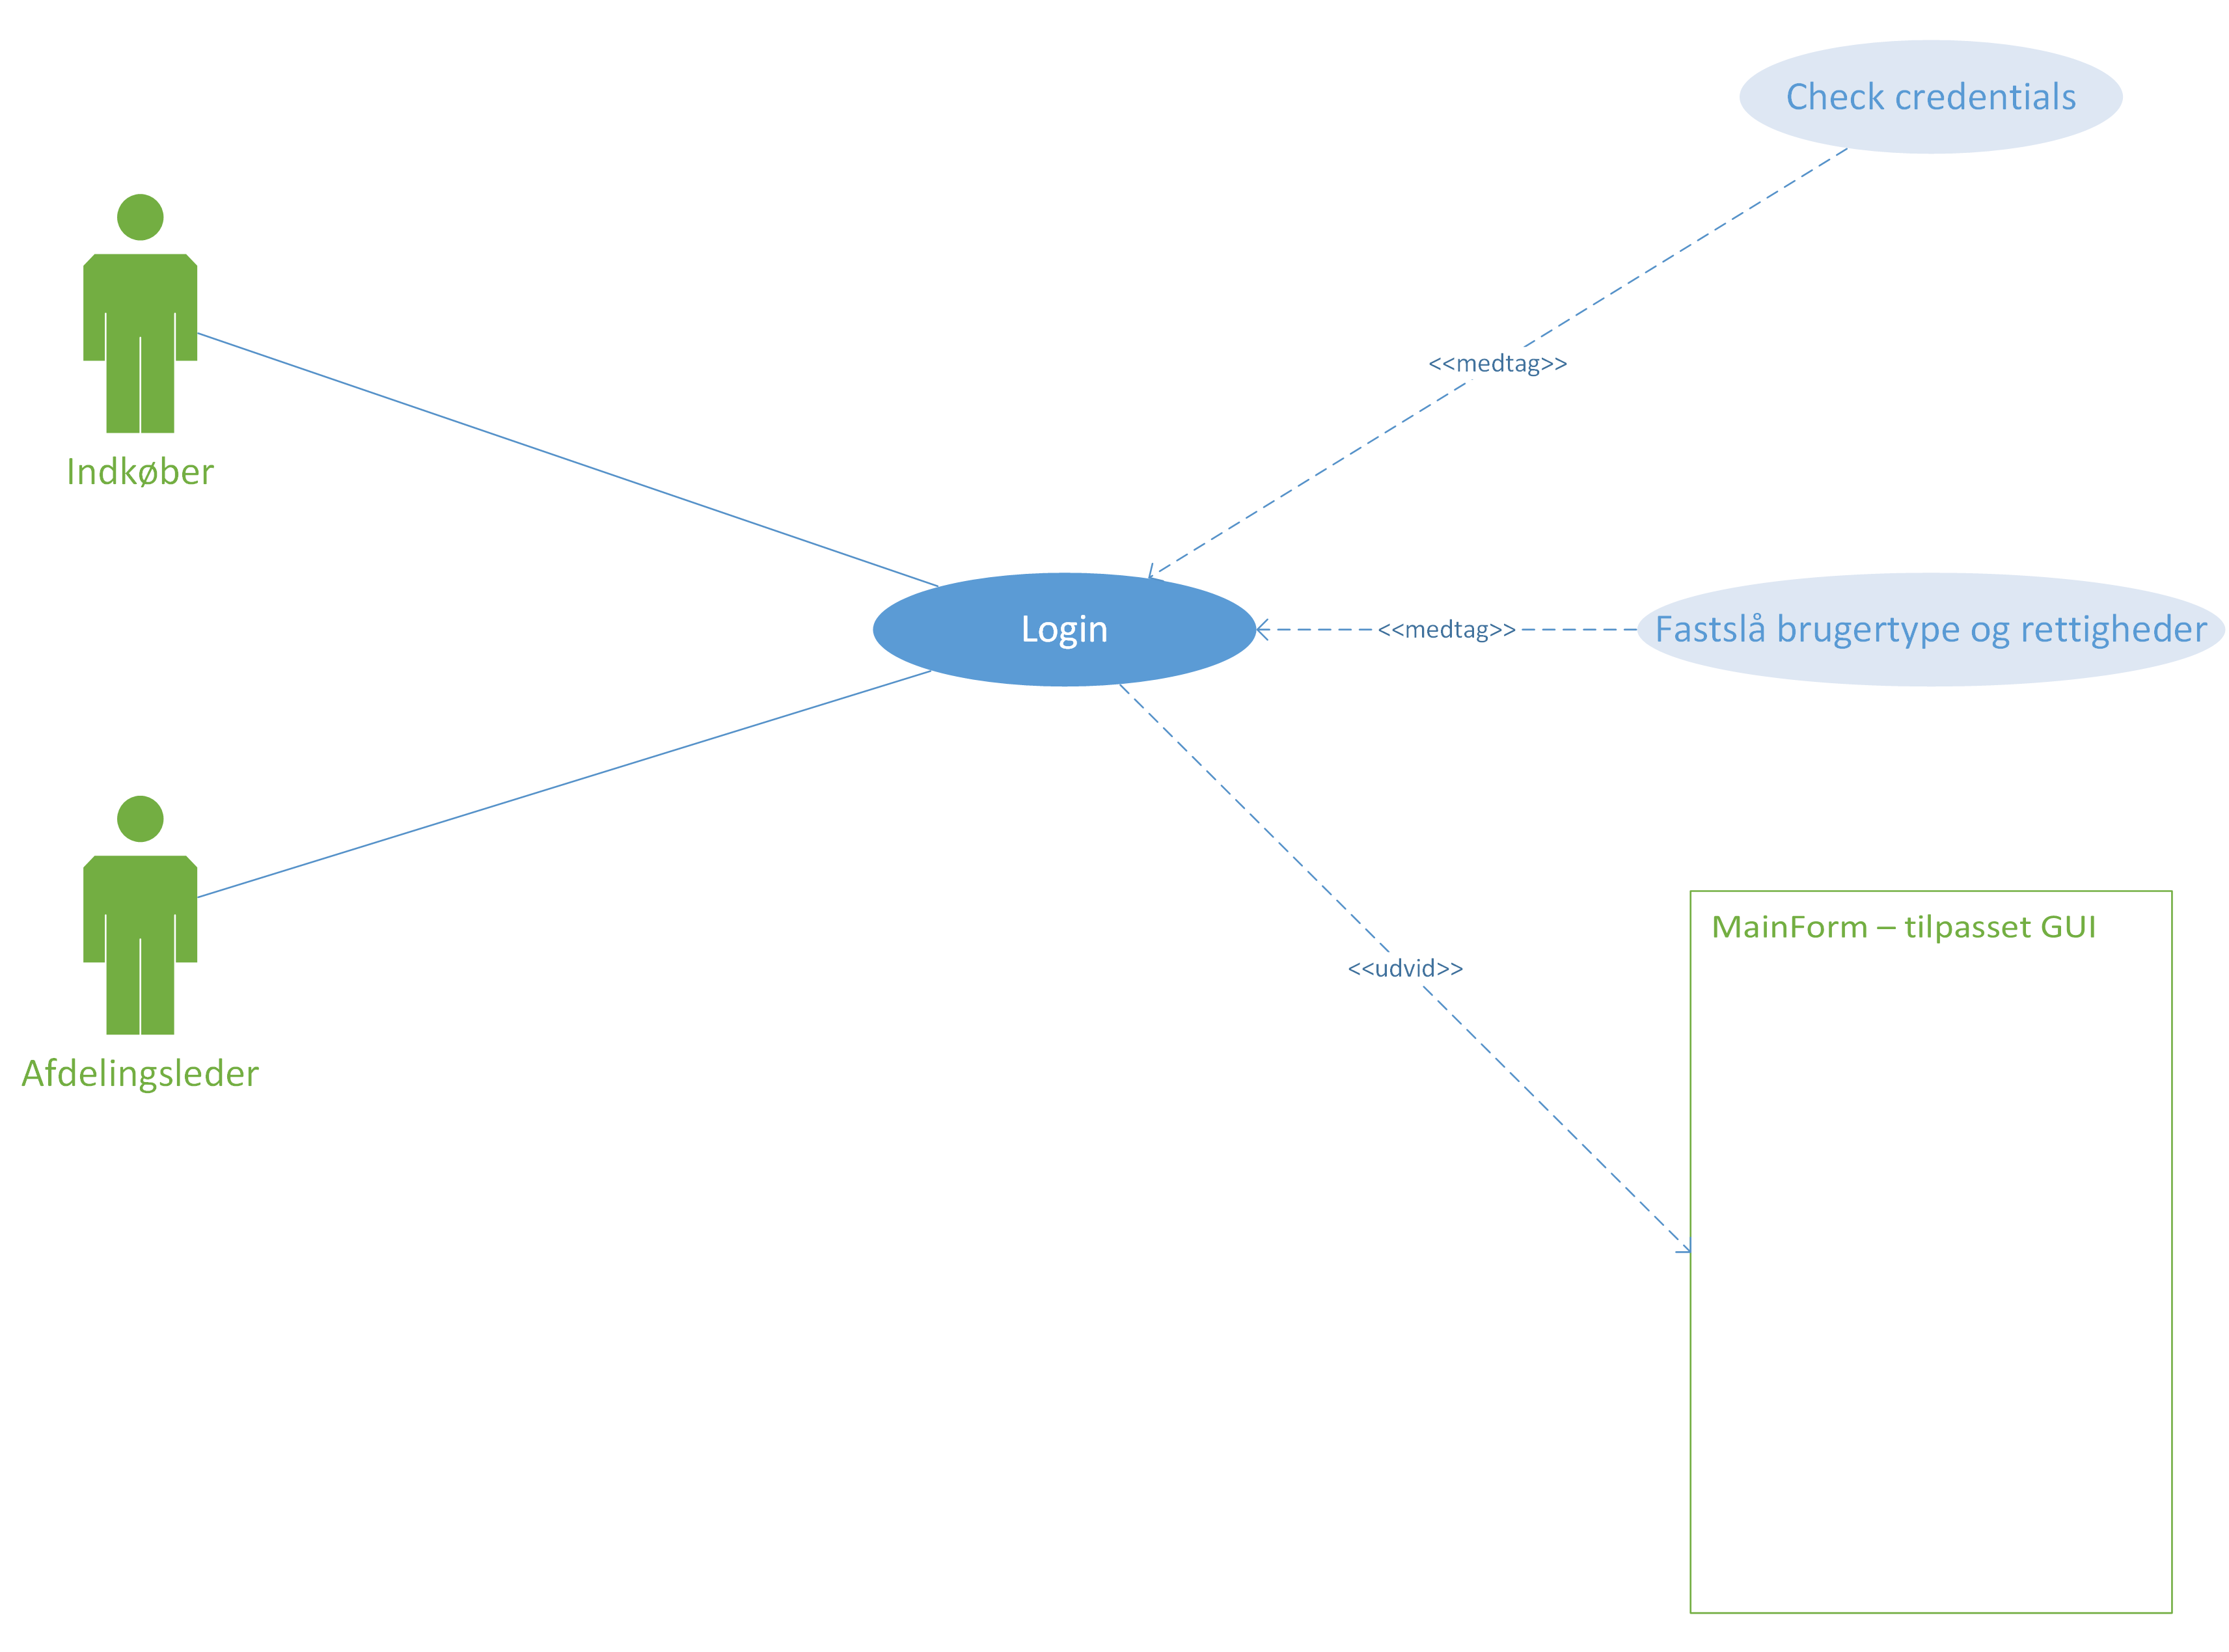 Check credentials
<<medtag>>
Indkøber
Login
<<medtag>>
Fastslå brugertype og rettigheder
MainForm – tilpasset GUI
<<udvid>>
Afdelingsleder